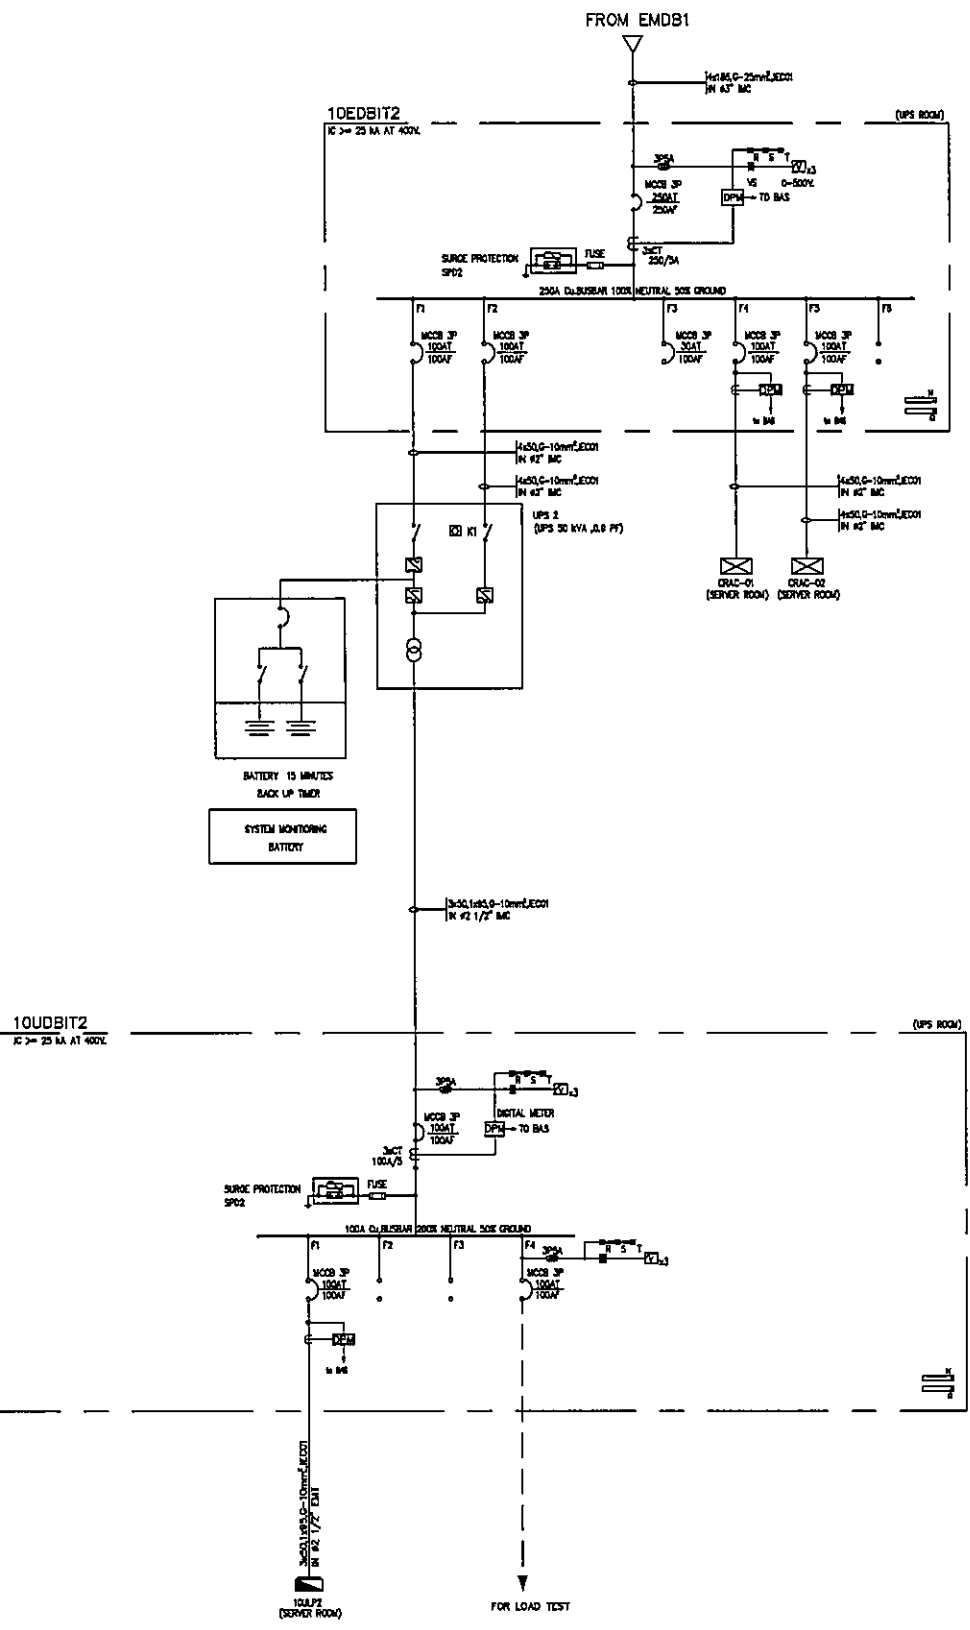 FROM EMDB1
4x185,G-25mm²,IEC01
IN ø3" IMC
10EDBIT2
IC >= 25 kA AT 400V.
(UPS ROOM)
R S T
3P5A
x3
VS
0-500V.
MCCB 3P
250AT
250AF
DPM
TO BAS
3xCT
250/5A
SURGE PROTECTION
SPD2
FUSE
250A Cu.BUSBAR 100% NEUTRAL 50% GROUND
F1
F2
F3
F4
F5
F6
MCCB 3P
100AT
100AF
MCCB 3P
100AT
100AF
MCCB 3P
30AT
100AF
MCCB 3P
100AT
100AF
MCCB 3P
100AT
100AF
DPM
to BAS
DPM
to BAS
N
G
4x50,G-10mm²,IEC01
IN ø2" IMC
4x50,G-10mm²,IEC01
IN ø2" IMC
4x50,G-10mm²,IEC01
IN ø2" IMC
4x50,G-10mm²,IEC01
IN ø2" IMC
UPS 2
(UPS 50 kVA ,0.9 PF)
K1
CRAC-01
(SERVER ROOM)
CRAC-02
(SERVER ROOM)
BATTERY 15 MINUTES
BACK UP TIMER
SYSTEM MONITORING
BATTERY
3x50,1x95,G-10mm²,IEC01
IN ø2 1/2" IMC
10UDBIT2
IC >= 25 kA AT 400V.
(UPS ROOM)
R S T
3P5A
x3
MCCB 3P
100AT
100AF
DIGITAL METER
DPM
TO BAS
3xCT
100A/5
SURGE PROTECTION
SPD2
FUSE
100A Cu.BUSBAR 200% NEUTRAL 50% GROUND
F1
F2
F3
F4
3P5A
R S T
V
x3
MCCB 3P
100AT
100AF
MCCB 3P
100AT
100AF
DPM
to BAS
N
G
3x50,1x95,G-10mm²,IEC01
IN ø2 1/2" EMT
10ULP2
(SERVER ROOM)
FOR LOAD TEST